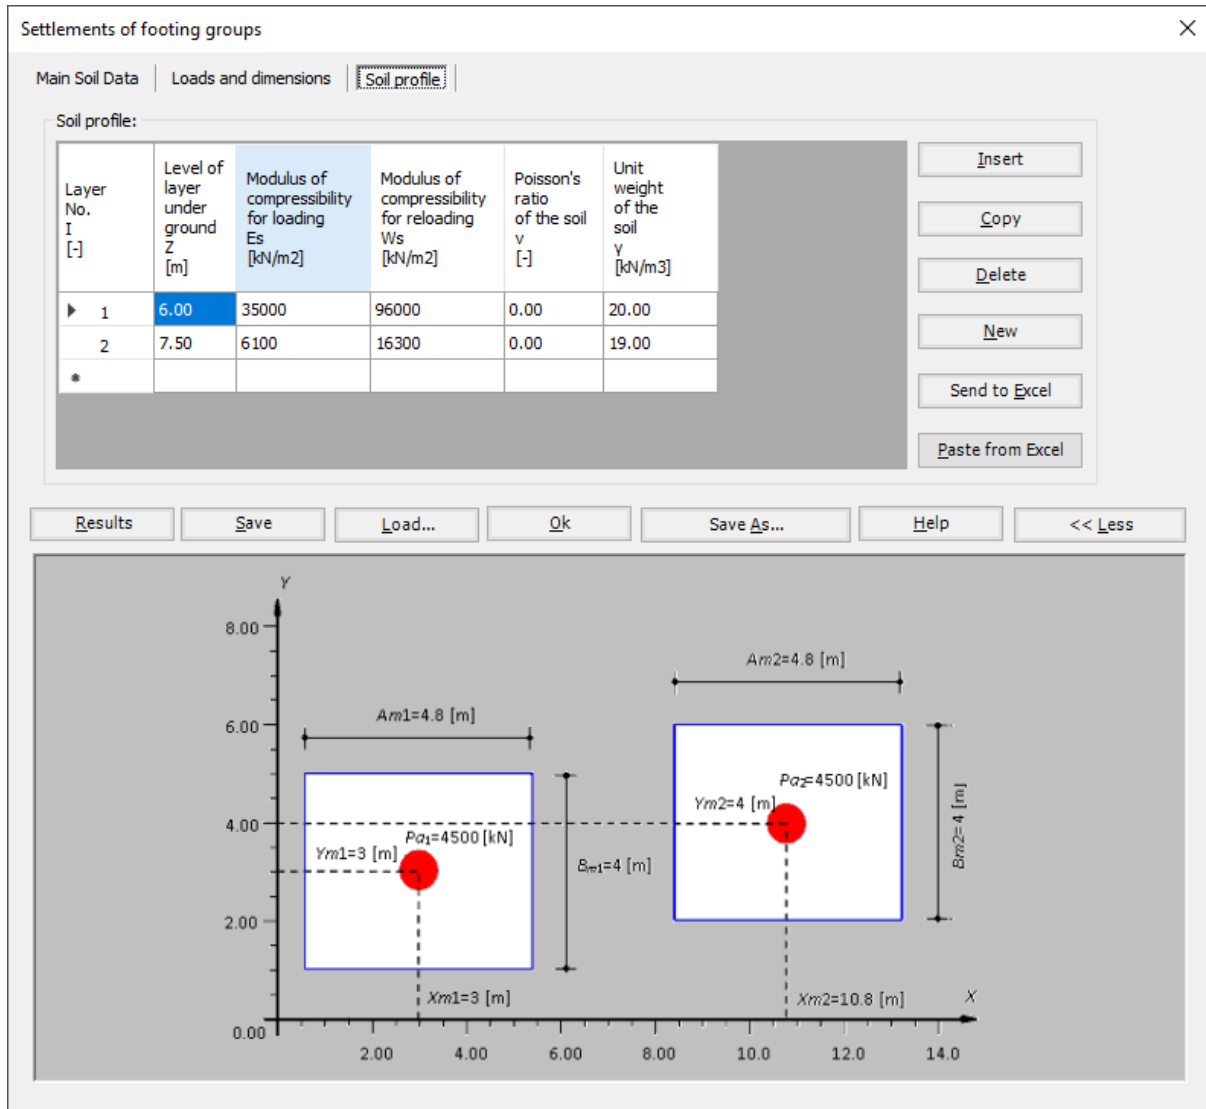 Settlements of footing groups
Main Soil Data
Loads and dimensions
Soil profile
Soil profile:
Layer
No.
I
[-]
Level of
layer
under
ground
Z
[m]
Modulus of
compressibility
for loading
Es
[kN/m2]
Modulus of
compressibility
for reloading
Ws
[kN/m2]
Poisson's
ratio
of the soil
ν
[-]
Unit
weight
of the
soil
γ
[kN/m3]
1 6.00 35000 96000 0.00 20.00
2 7.50 6100 16300 0.00 19.00
*
Insert
Copy
Delete
New
Send to Excel
Paste from Excel
Results
Save
Load...
Ok
Save As...
Help
<< Less
Y
8.00
6.00
4.00
2.00
0.00
Am1=4.8 [m]
Am2=4.8 [m]
Pa1=4500 [kN]
Ym1=3 [m]
Bm1=4 [m]
Xm1=3 [m]
Pa2=4500 [kN]
Ym2=4 [m]
Bm2=4 [m]
Xm2=10.8 [m]
X
2.00 4.00 6.00 8.00 10.0 12.0 14.0